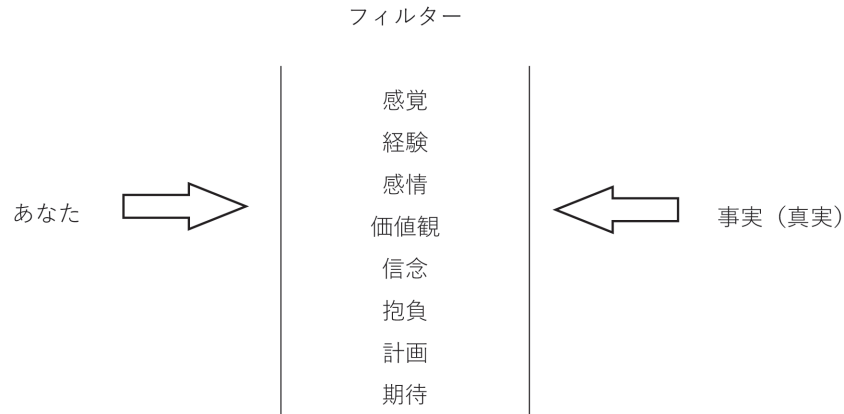 フィルター
感覚
経験
感情
価値観
信念
抱負
計画
期待
あなた
事実（真実）